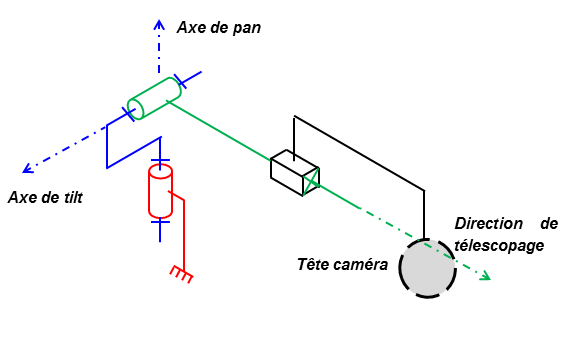 Axe de pan
Axe de tilt
Direction de
télescopage
Tête caméra